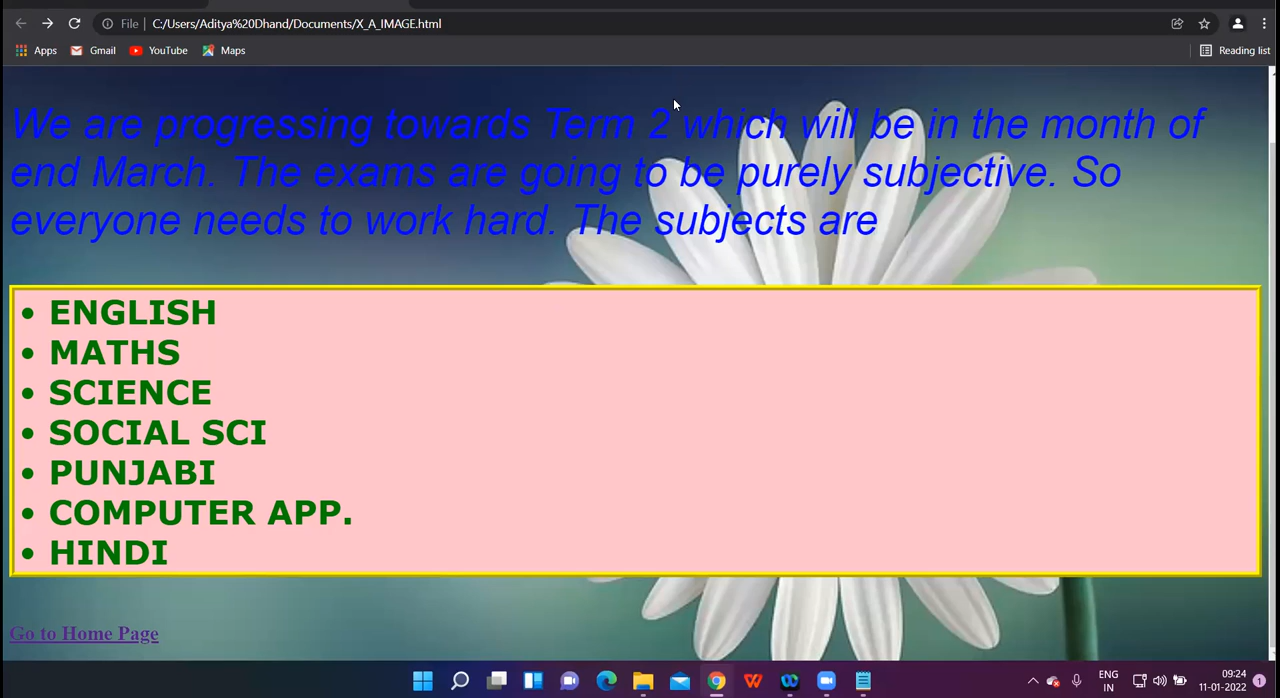 File
C:/Users/Aditya%20Dhand/Documents/X_A_IMAGE.html
Apps Gmail YouTube Maps Reading list
We are progressing towards Term 2 which will be in the month of
end March. The exams are going to be purely subjective. So
everyone needs to work hard. The subjects are
ENGLISH
MATHS
SCIENCE
SOCIAL SCI
PUNJABI
COMPUTER APP.
HINDI
Go to Home Page
ENG 09:24
IN 11-01-2022 1